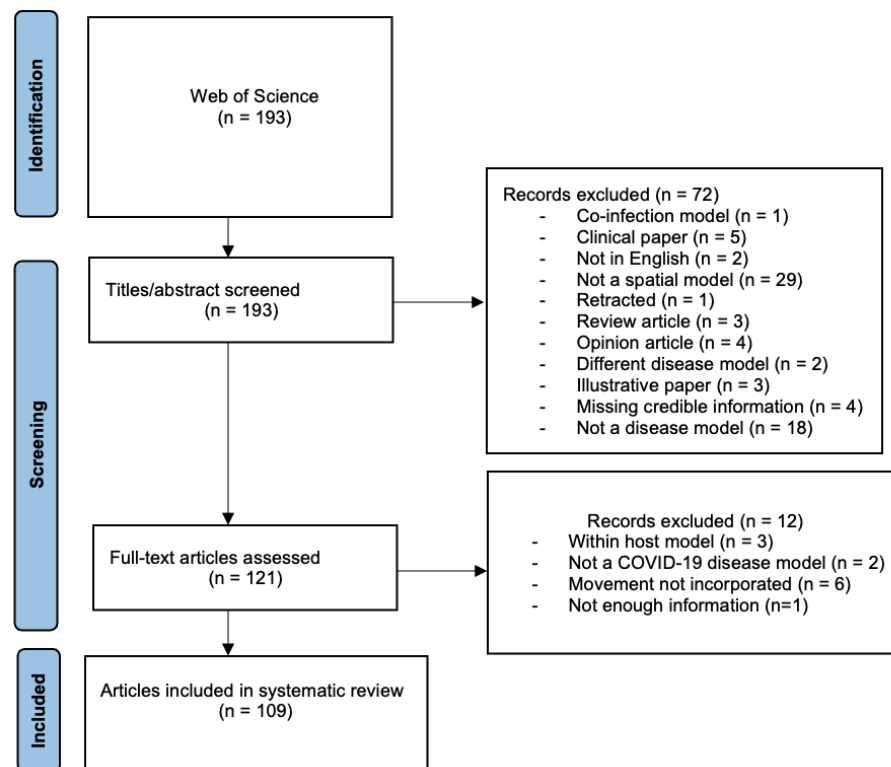 Identification
Web of Science
(n = 193)
Records excluded (n = 72)
- Co-infection model (n = 1)
- Clinical paper (n = 5)
- Not in English (n = 2)
- Not a spatial model (n = 29)
- Retracted (n = 1)
- Review article (n = 3)
- Opinion article (n = 4)
- Different disease model (n = 2)
- Illustrative paper (n = 3)
- Missing credible information (n = 4)
- Not a disease model (n = 18)
Screening
Titles/abstract screened
(n = 193)
Records excluded (n = 12)
- Within host model (n = 3)
- Not a COVID-19 disease model (n = 2)
- Movement not incorporated (n = 6)
- Not enough information (n=1)
Full-text articles assessed
(n = 121)
Included
Articles included in systematic review
(n = 109)